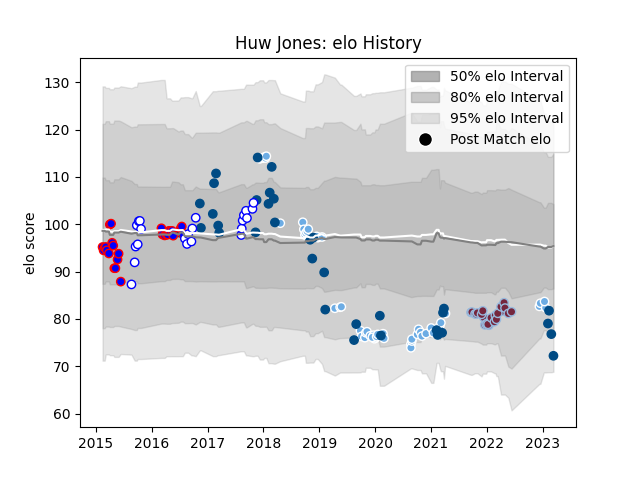 Huw Jones: elo History
50% elo Interval
80% elo Interval
95% elo Interval
Post Match elo
elo score
130
120
110
100
90
80
70
60
2015
2016
2017
2018
2019
2020
2021
2022
2023